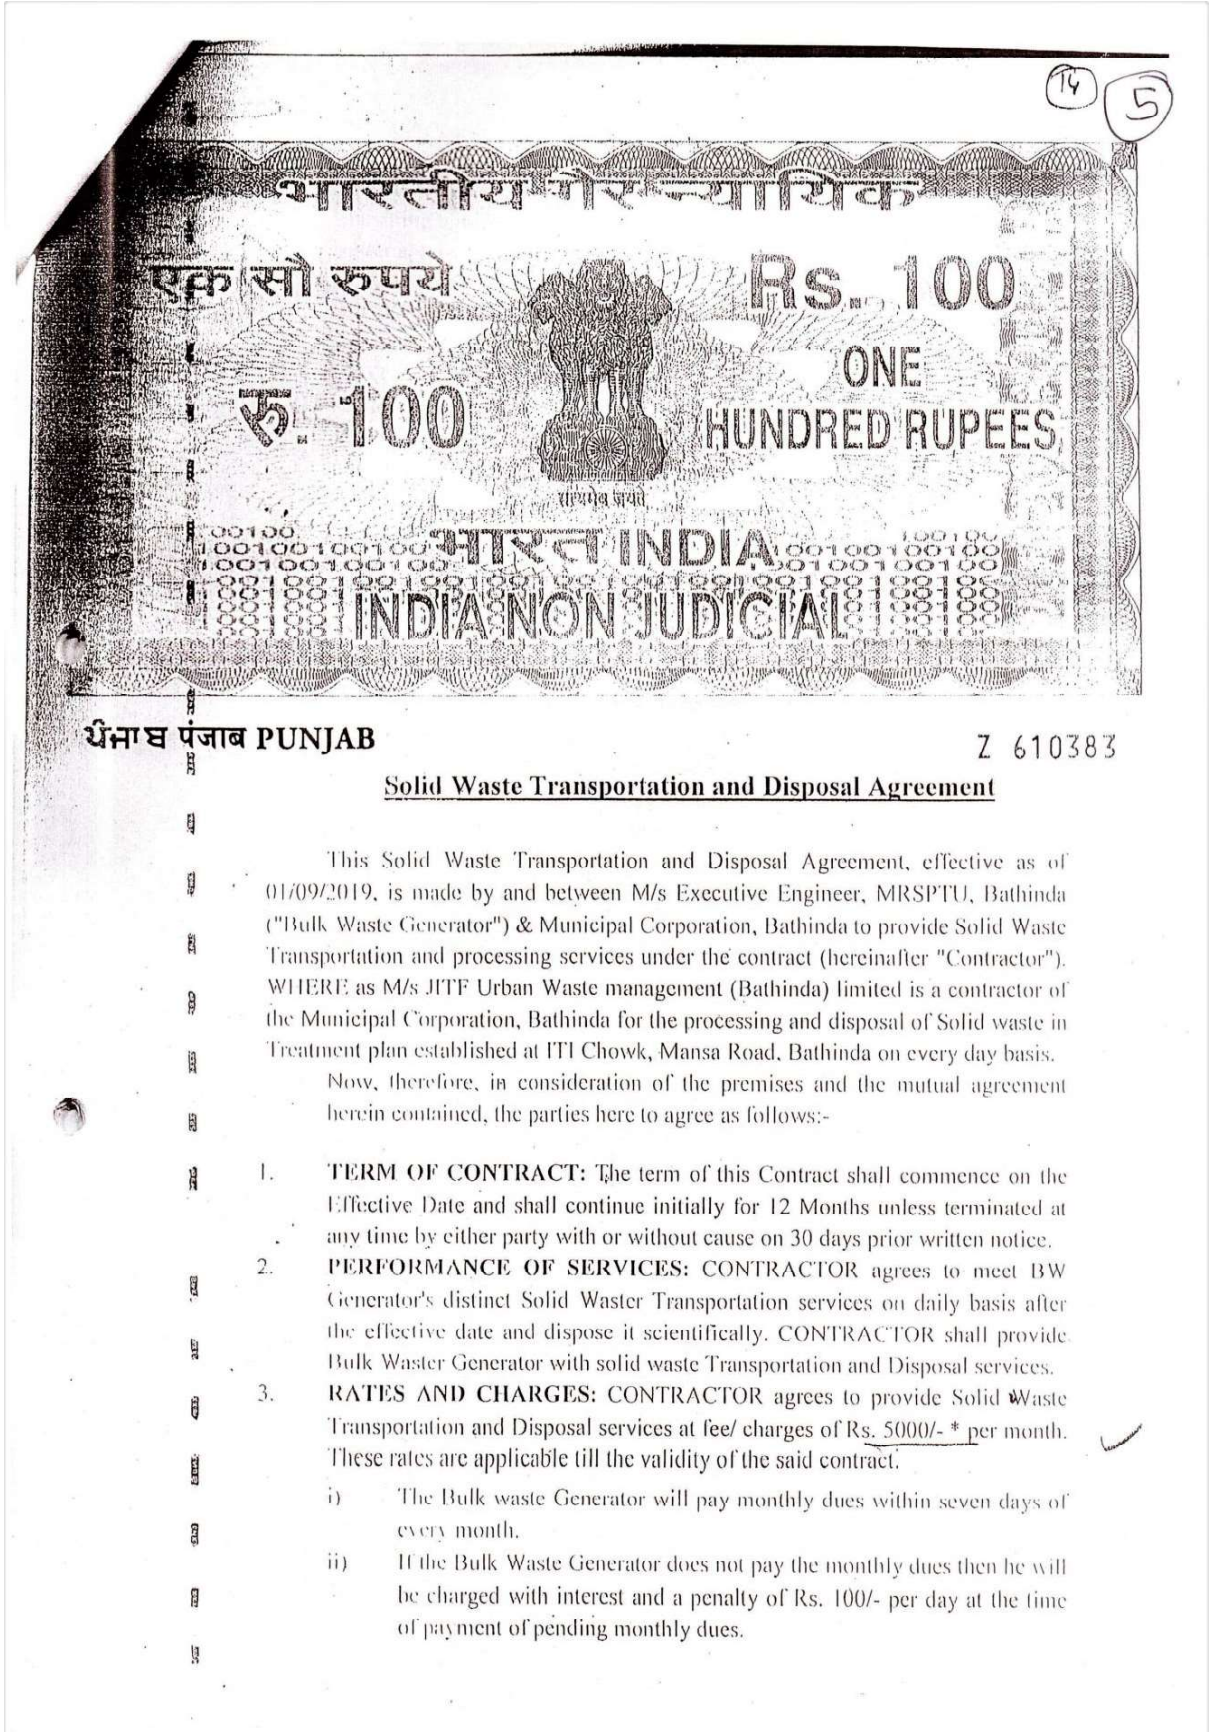 14
5
भारतीय गैर न्यायिक
एक सौ रुपये
Rs. 100
रु. 100
ONE
HUNDRED RUPEES
सत्यमेव जयते
भारत INDIA
INDIA NON JUDICIAL
ਪੰਜਾਬ पंजाब PUNJAB
Z 610383
Solid Waste Transportation and Disposal Agreement
This Solid Waste Transportation and Disposal Agreement, effective as of
01/09/2019, is made by and between M/s Executive Engineer, MRSPTU, Bathinda
("Bulk Waste Generator") & Municipal Corporation, Bathinda to provide Solid Waste
Transportation and processing services under the contract (hereinafter "Contractor").
WHERE as M/s JITF Urban Waste management (Bathinda) limited is a contractor of
the Municipal Corporation, Bathinda for the processing and disposal of Solid waste in
Treatment plan established at ITI Chowk, Mansa Road, Bathinda on every day basis.
Now, therefore, in consideration of the premises and the mutual agreement
herein contained, the parties here to agree as follows:-
1. TERM OF CONTRACT: The term of this Contract shall commence on the
Effective Date and shall continue initially for 12 Months unless terminated at
any time by either party with or without cause on 30 days prior written notice.
2. PERFORMANCE OF SERVICES: CONTRACTOR agrees to meet BW
Generator's distinct Solid Waster Transportation services on daily basis after
the effective date and dispose it scientifically. CONTRACTOR shall provide
Bulk Waster Generator with solid waste Transportation and Disposal services.
3. RATES AND CHARGES: CONTRACTOR agrees to provide Solid Waste
Transportation and Disposal services at fee/ charges of Rs. 5000/- * per month.
These rates are applicable till the validity of the said contract.
i) The Bulk waste Generator will pay monthly dues within seven days of
every month.
ii) If the Bulk Waste Generator does not pay the monthly dues then he will
be charged with interest and a penalty of Rs. 100/- per day at the time
of payment of pending monthly dues.